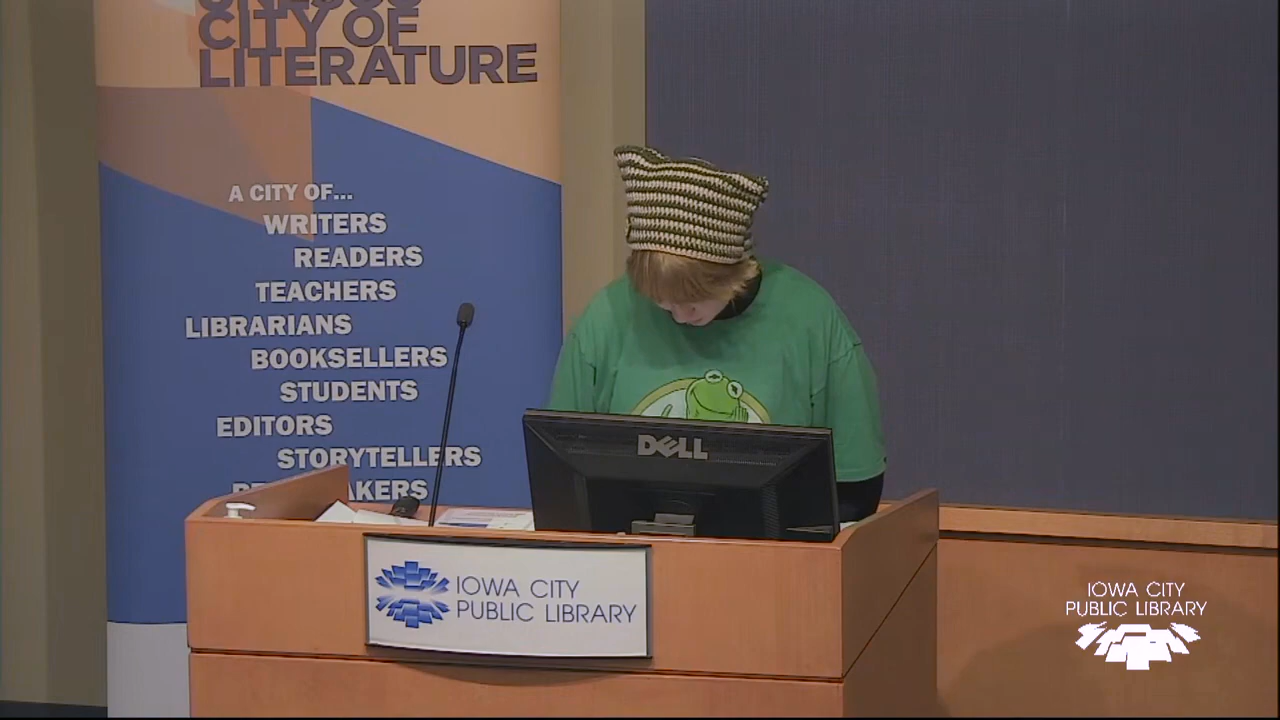 CITY OF
LITERATURE
A CITY OF...
WRITERS
READERS
TEACHERS
LIBRARIANS
BOOKSELLERS
STUDENTS
EDITORS
STORYTELLERS
DELL
IOWA CITY
PUBLIC LIBRARY
IOWA CITY
PUBLIC LIBRARY